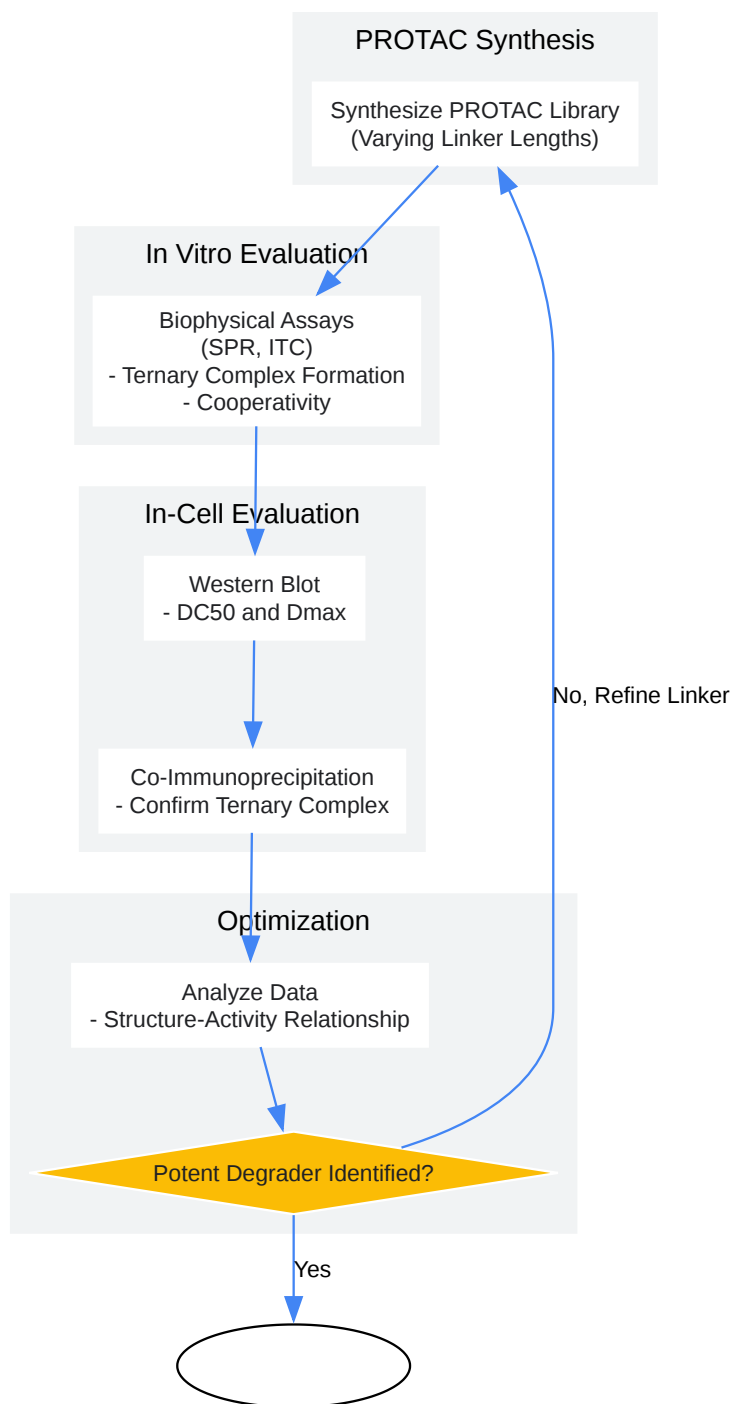 PROTAC Synthesis
Synthesize PROTAC Library
(Varying Linker Lengths)
In Vitro Evaluation
Biophysical Assays
(SPR, ITC)
- Ternary Complex Formation
- Cooperativity
In-Cell Evaluation
Western Blot
- DC50 and Dmax
No, Refine Linker
Co-Immunoprecipitation
- Confirm Ternary Complex
Optimization
Analyze Data
- Structure-Activity Relationship
Potent Degrader Identified?
Yes